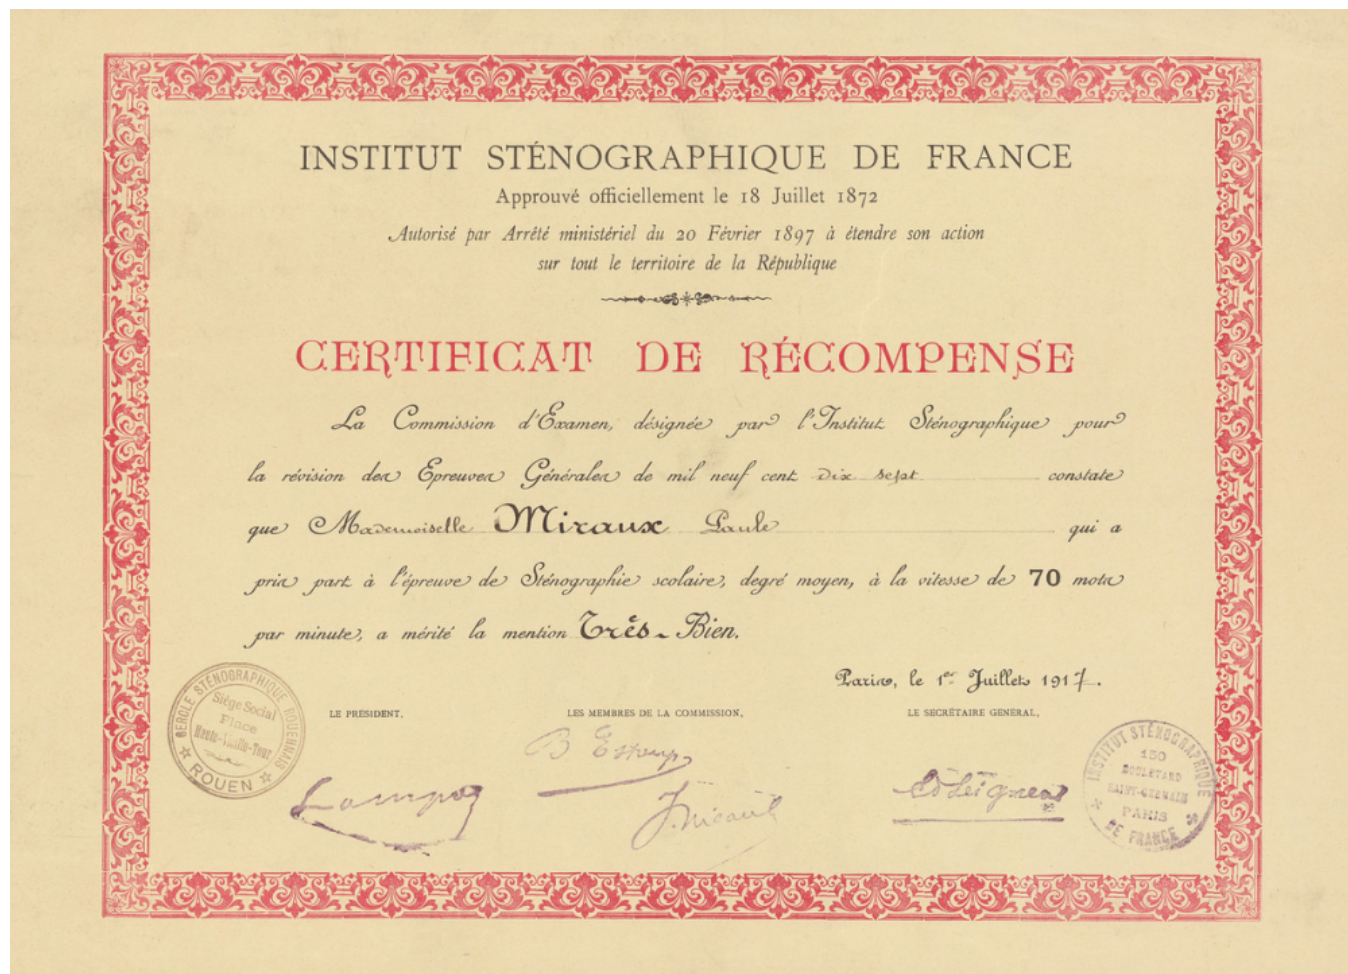 INSTITUT STÉNOGRAPHIQUE DE FRANCE
Approuvé officiellement le 18 Juillet 1872
Autorisé par Arrêté ministériel du 20 Février 1897 à étendre son action
sur tout le territoire de la République
CERTIFICAT DE RÉCOMPENSE
La Commission d'Examen, désignée par l'Institut Sténographique pour
la révision des Epreuves Générales de mil neuf cent dix sept constate
que Mademoiselle Miraux Paule qui a
pris part à l'épreuve de Sténographie scolaire, degré moyen, à la vitesse de 70 mots
par minute, a mérité la mention Très-Bien.
Paris, le 1er Juillet 1917.
LE PRÉSIDENT,
LES MEMBRES DE LA COMMISSION,
LE SECRÉTAIRE GÉNÉRAL,
CERCLE STÉNOGRAPHIQUE ROUENNAIS
Siège Social
Place
Haute-Vieille-Tour
ROUEN
B Estoup
INSTITUT STÉNOGRAPHIQUE
150
BOULEVARD
SAINT-GERMAIN
PARIS
DE FRANCE